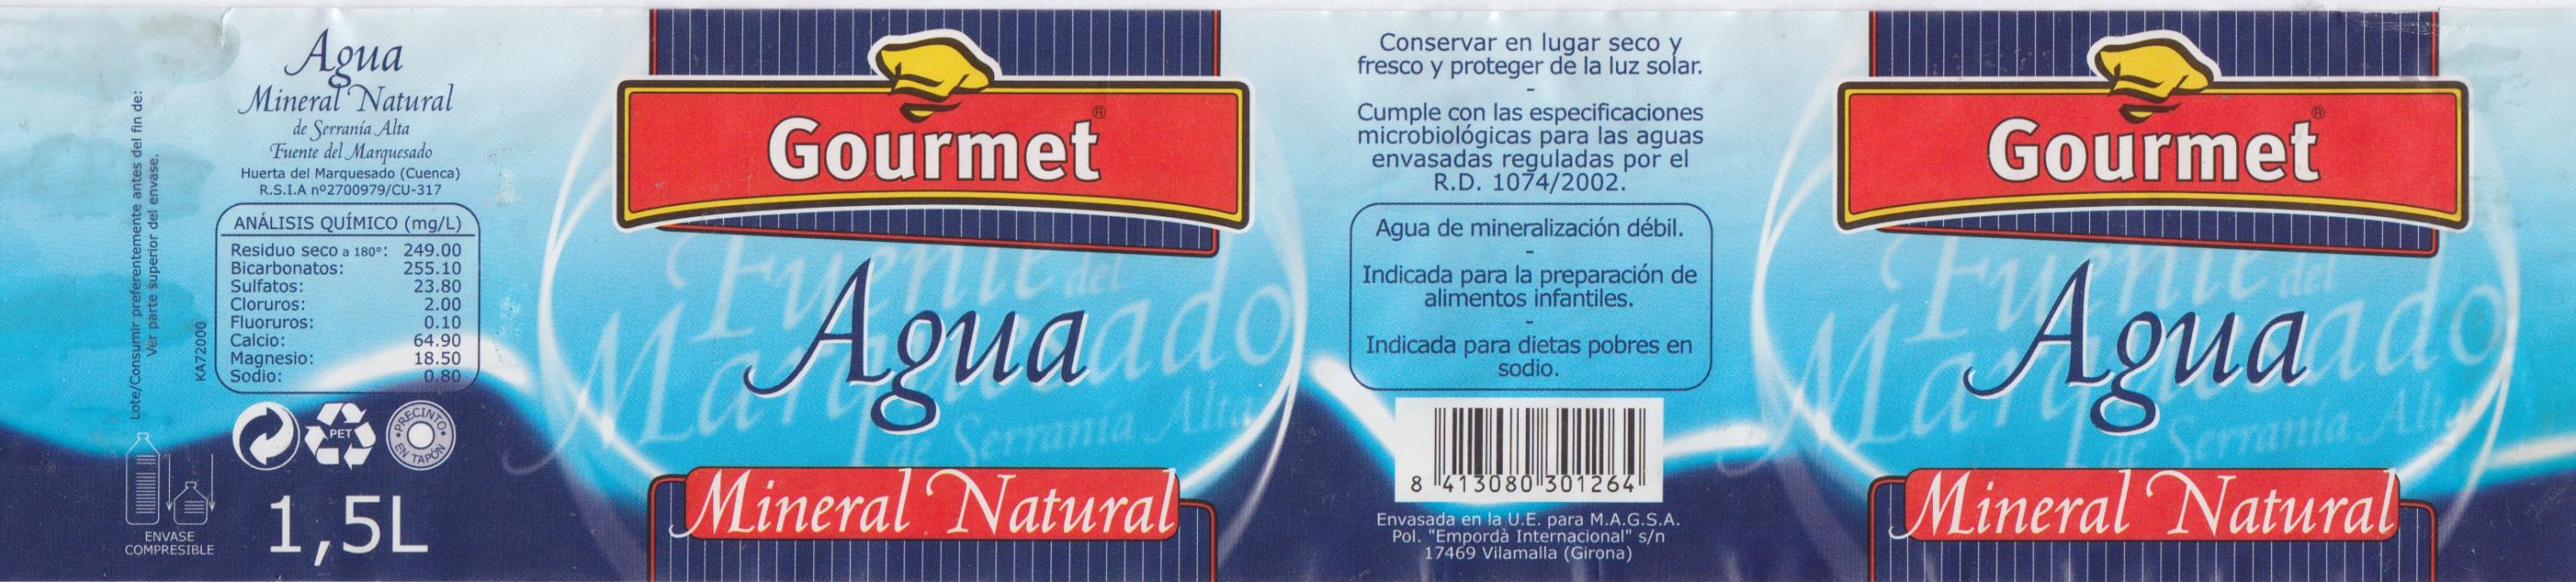 Lote/Consumir preferentemente antes del fin de:
Ver parte superior del envase.
KA72000
ENVASE
COMPRESIBLE
Agua
Mineral Natural
de Serranía Alta
Fuente del Marquesado
Huerta del Marquesado (Cuenca)
R.S.I.A nº2700979/CU-317
ANÁLISIS QUÍMICO (mg/L)
Residuo seco a 180°: 249.00
Bicarbonatos: 255.10
Sulfatos: 23.80
Cloruros: 2.00
Fluoruros: 0.10
Calcio: 64.90
Magnesio: 18.50
Sodio: 0.80
PET
PRECINTO
EN TAPÓN
1,5L
Gourmet®
Fuente del
Marquesado
de Serranía Alta
Agua
Mineral Natural
Conservar en lugar seco y
fresco y proteger de la luz solar.
-
Cumple con las especificaciones
microbiológicas para las aguas
envasadas reguladas por el
R.D. 1074/2002.
Agua de mineralización débil.
-
Indicada para la preparación de
alimentos infantiles.
-
Indicada para dietas pobres en
sodio.
8 413080 301264
Envasada en la U.E. para M.A.G.S.A.
Pol. "Empordà Internacional" s/n
17469 Vilamalla (Girona)
Gourmet®
Fuente del
Marquesado
de Serranía Alta
Agua
Mineral Natural